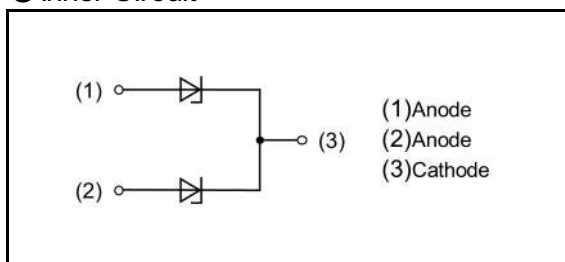 Inner Circuit
(1)
(1)Anode
(3)
(2)Anode
(3)Cathode
(2)